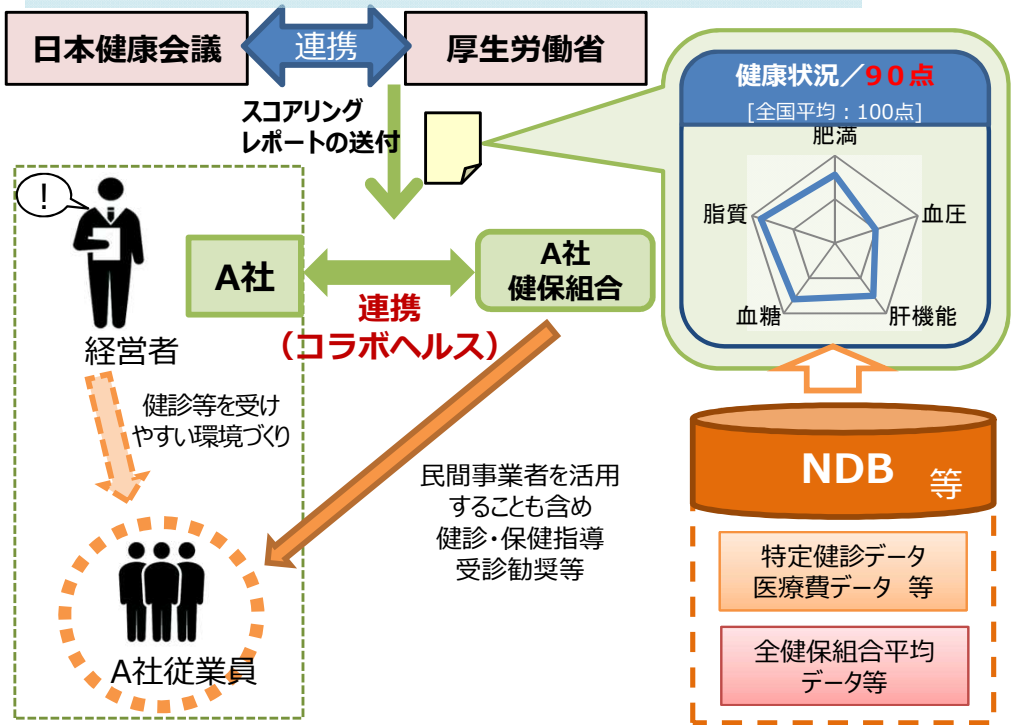 日本健康会議
連携
厚生労働省
スコアリング
レポートの送付
健康状況／９０点
[全国平均：100点]
肥満
血圧
肝機能
血糖
脂質
！
経営者
A社
連携
（コラボヘルス）
A社
健保組合
健診等を受け
やすい環境づくり
民間事業者を活用
することも含め
健診・保健指導
受診勧奨等
A社従業員
NDB 等
特定健診データ
医療費データ 等
全健保組合平均
データ等